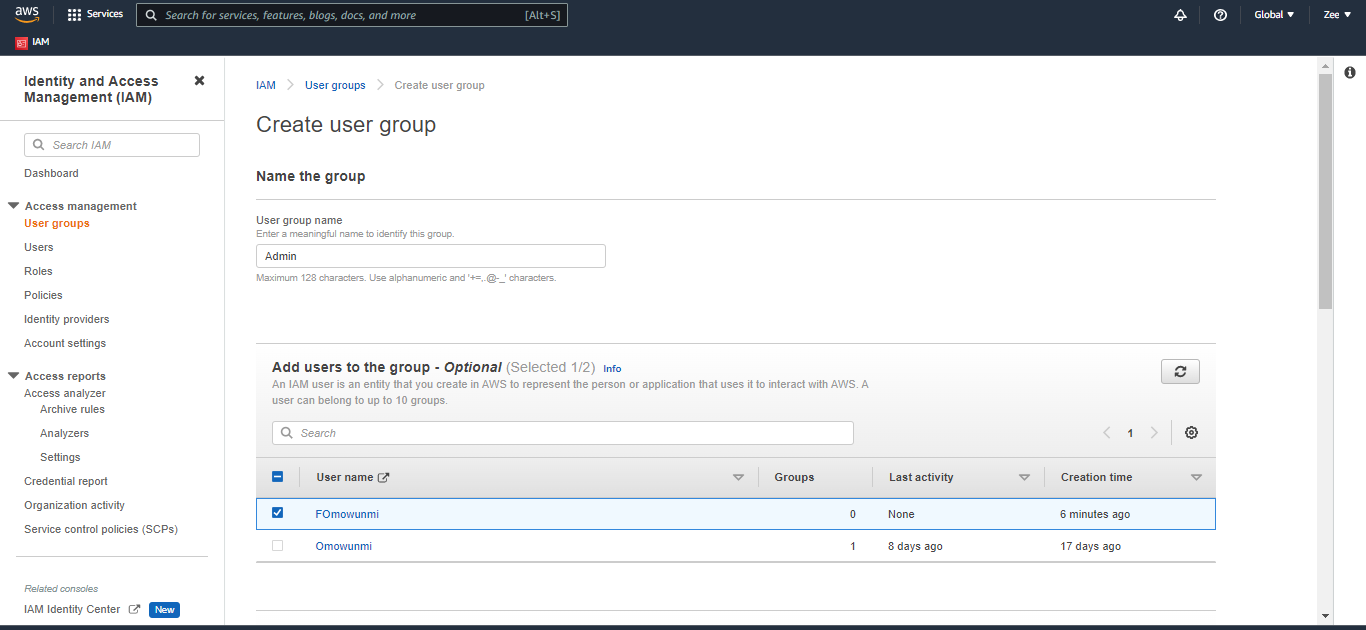 aws
Services
Search for services, features, blogs, docs, and more
[Alt+S]
Global
Zee
IAM
Identity and Access
Management (IAM)
Search IAM
Dashboard
Access management
User groups
Users
Roles
Policies
Identity providers
Account settings
Access reports
Access analyzer
Archive rules
Analyzers
Settings
Credential report
Organization activity
Service control policies (SCPs)
Related consoles
IAM Identity Center New
IAM User groups Create user group
Create user group
Name the group
User group name
Enter a meaningful name to identify this group.
Admin
Maximum 128 characters. Use alphanumeric and '+=,.@-_' characters.
Add users to the group - Optional (Selected 1/2) Info
An IAM user is an entity that you create in AWS to represent the person or application that uses it to interact with AWS. A
user can belong to up to 10 groups.
Search
1
User name Groups Last activity Creation time
FOmowunmi 0 None 6 minutes ago
Omowunmi 1 8 days ago 17 days ago